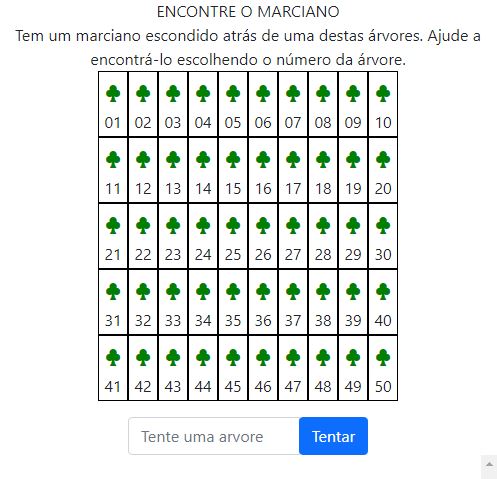 ENCONTRE O MARCIANO
Tem um marciano escondido atrás de uma destas árvores. Ajude a
encontrá-lo escolhendo o número da árvore.
01 02 03 04 05 06 07 08 09 10
11 12 13 14 15 16 17 18 19 20
21 22 23 24 25 26 27 28 29 30
31 32 33 34 35 36 37 38 39 40
41 42 43 44 45 46 47 48 49 50
Tente uma arvore Tentar